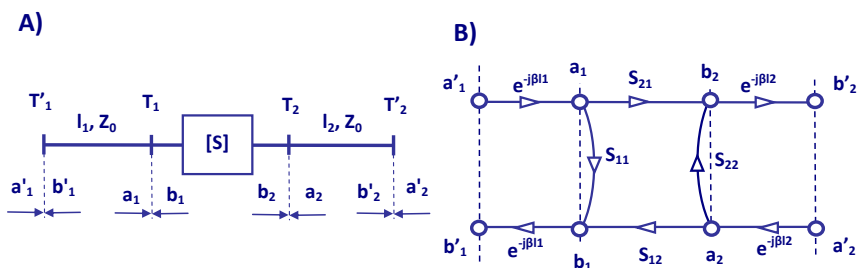 A)
T'₁ T₁ T₂ T'₂
l₁, Z₀ [S] l₂, Z₀
a'₁ b'₁ a₁ b₁ b₂ a₂ b'₂ a'₂
B)
a'₁ e⁻ʲᵝˡ¹ a₁ S₂₁ b₂ e⁻ʲᵝˡ² b'₂
S₁₁ S₂₂
b'₁ e⁻ʲᵝˡ¹ b₁ S₁₂ a₂ e⁻ʲᵝˡ² a'₂